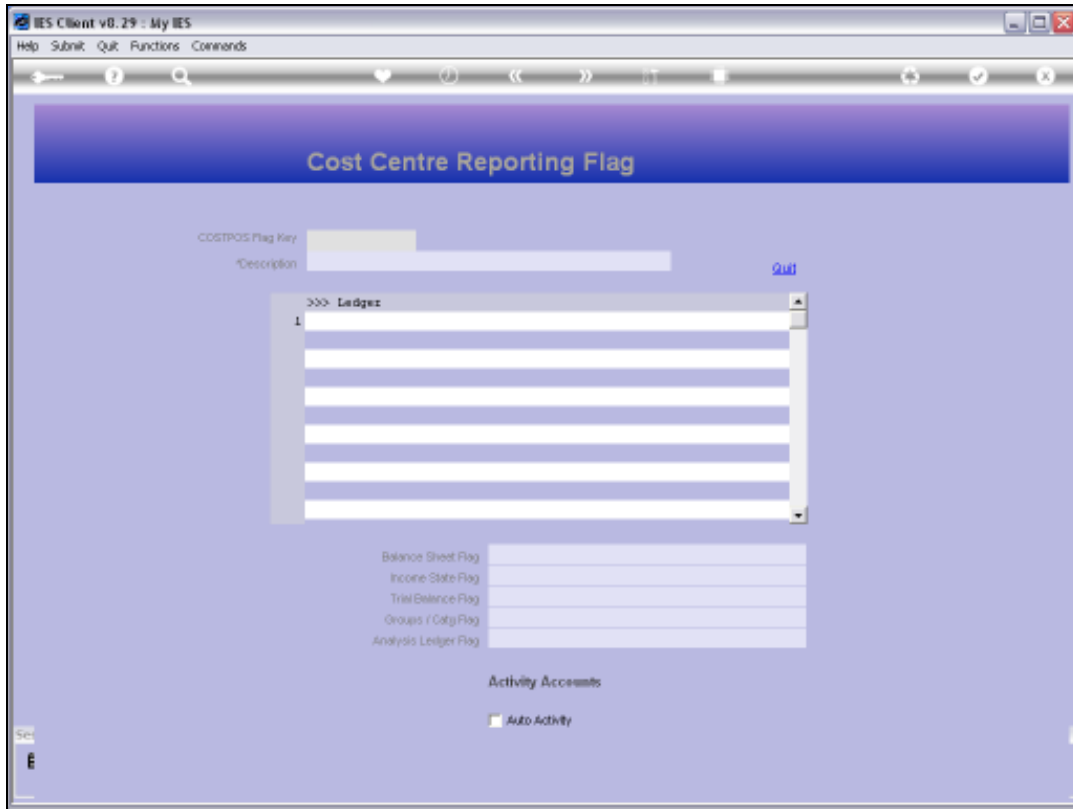 IES Client v8.29 : My IES
Help Submit Quit Functions Commands
Cost Centre Reporting Flag
COSTPOS Flag Key
*Description
Quit
>>> Ledger
1
Balance Sheet Flag
Income State Flag
Trial Balance Flag
Groups / Catg Flag
Analysis Ledger Flag
Activity Accounts
Auto Activity